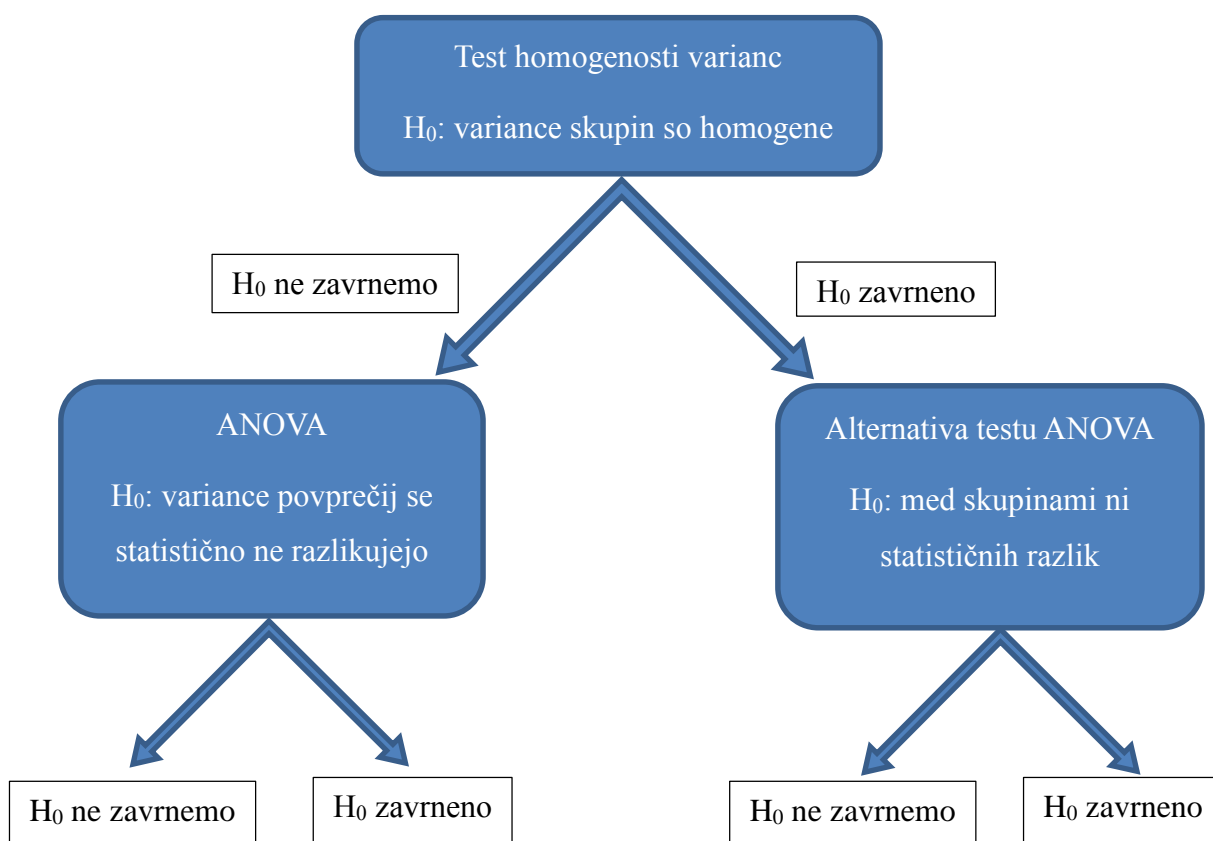 Test homogenosti varianc
H₀: variance skupin so homogene
H₀ ne zavrnemo
H₀ zavrneno
ANOVA
H₀: variance povprečij se
statistično ne razlikujejo
Alternativa testu ANOVA
H₀: med skupinami ni
statističnih razlik
H₀ ne zavrnemo
H₀ zavrneno
H₀ ne zavrnemo
H₀ zavrneno